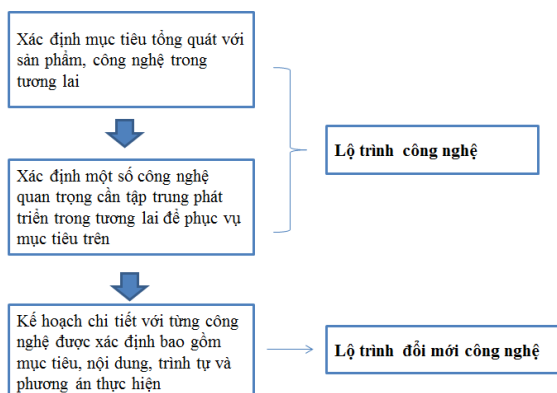 Xác định mục tiêu tổng quát với
sản phẩm, công nghệ trong
tương lai
Lộ trình công nghệ
Xác định một số công nghệ
quan trọng cần tập trung phát
triển trong tương lai để phục vụ
mục tiêu trên
Kế hoạch chi tiết với từng công
nghệ được xác định bao gồm
mục tiêu, nội dung, trình tự và
phương án thực hiện
Lộ trình đổi mới công nghệ